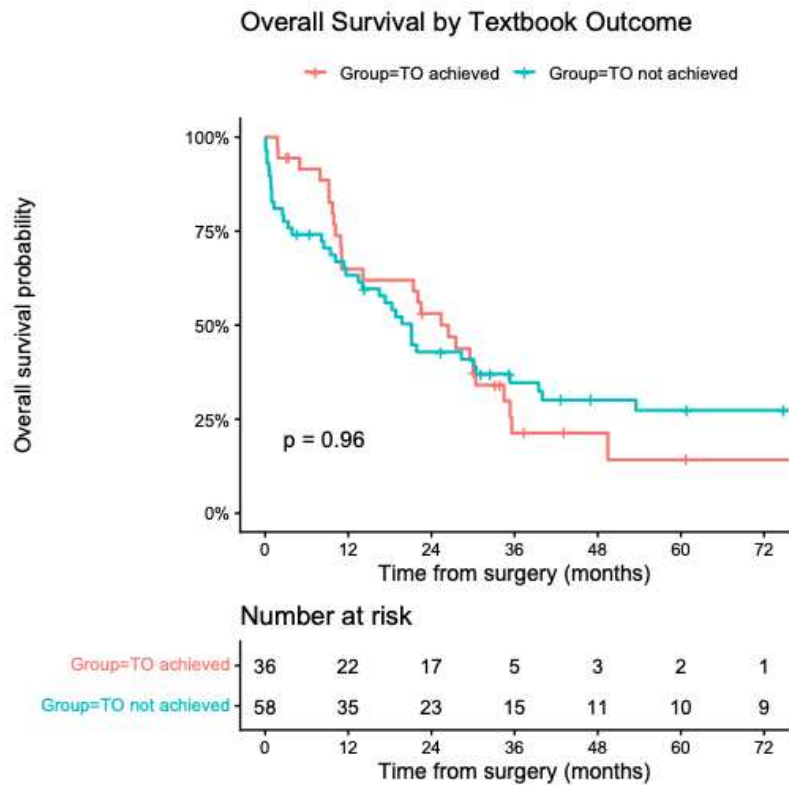 Overall Survival by Textbook Outcome
Group=TO achieved Group=TO not achieved
Overall survival probability
100%
75%
50%
25%
0%
p = 0.96
0 12 24 36 48 60 72
Time from surgery (months)
Number at risk
Group=TO achieved 36 22 17 5 3 2 1
Group=TO not achieved 58 35 23 15 11 10 9
0 12 24 36 48 60 72
Time from surgery (months)